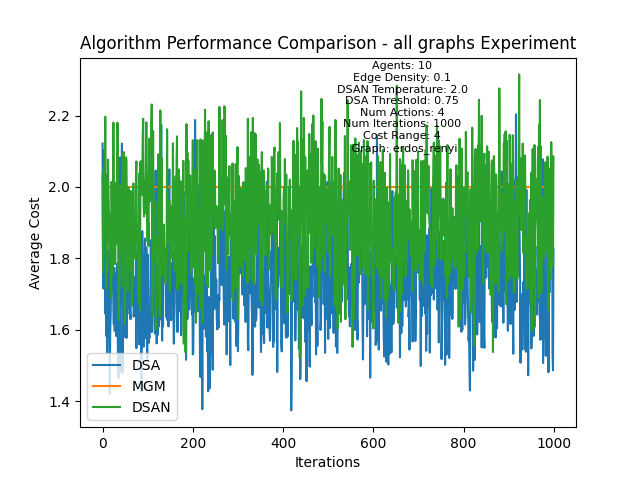 Algorithm Performance Comparison - all graphs Experiment
Agents: 10
Edge Density: 0.1
DSAN Temperature: 2.0
DSA Threshold: 0.75
Num Actions: 4
Num Iterations: 1000
Cost Range: 4
Graph: erdos_renyi
2.2
2.0
1.8
1.6
1.4
Average Cost
DSA
MGM
DSAN
0
200
400
600
800
1000
Iterations